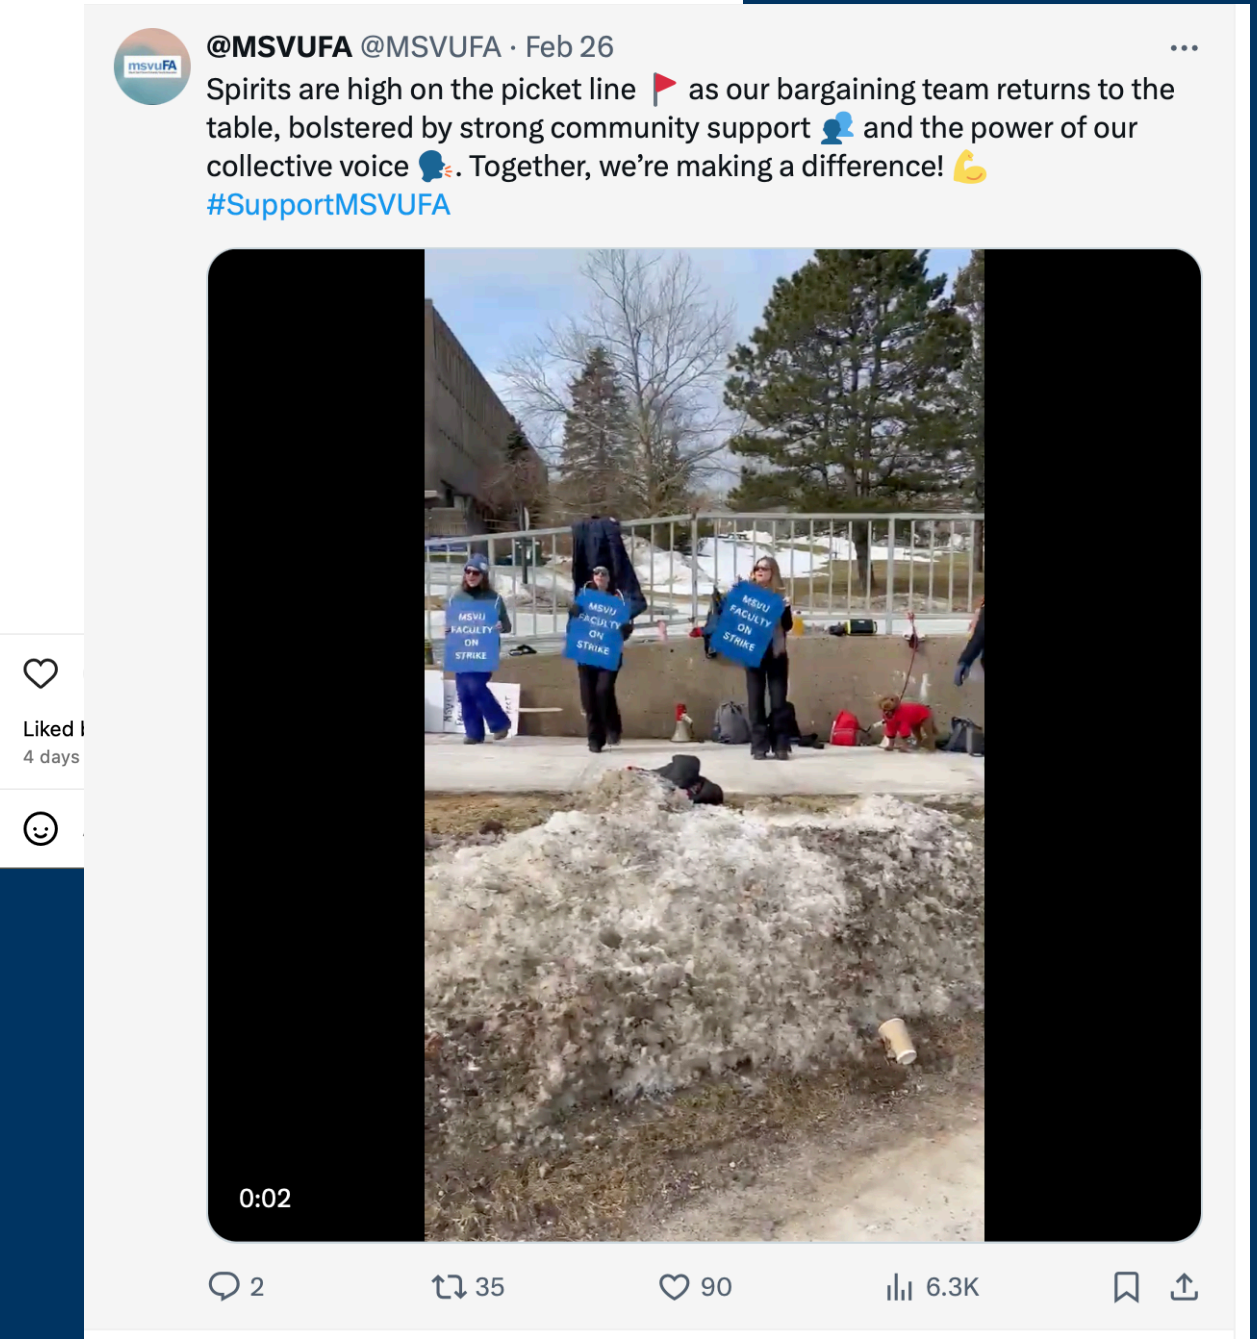 @MSVUFA @MSVUFA · Feb 26
msvuFA
Spirits are high on the picket line 🚩 as our bargaining team returns to the
table, bolstered by strong community support 👥 and the power of our
collective voice 🗣️. Together, we’re making a difference! 💪
#SupportMSVUFA
MSVU
FACULTY
ON
STRIKE
MSVU
FACULTY
ON
STRIKE
MSVU
FACULTY
ON
STRIKE
Liked
4 days
0:02
2
35
90
6.3K